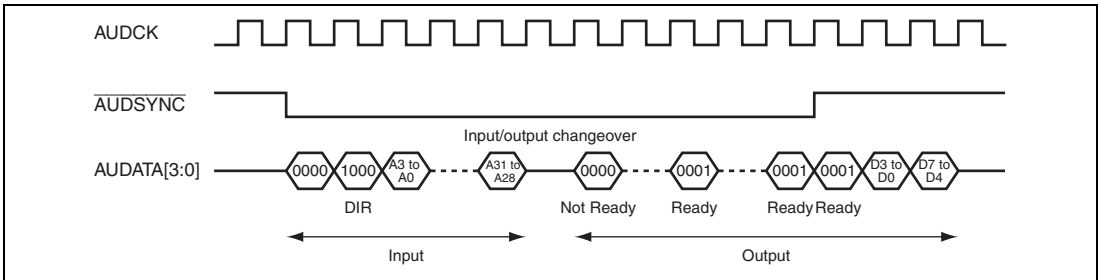 AUDCK
AUDSYNC
Input/output changeover
AUDATA[3:0]
0000
1000
A3 to
A0
A31 to
A28
0000
0001
0001
0001
D3 to
D0
D7 to
D4
DIR
Not Ready
Ready
Ready
Ready
Input
Output